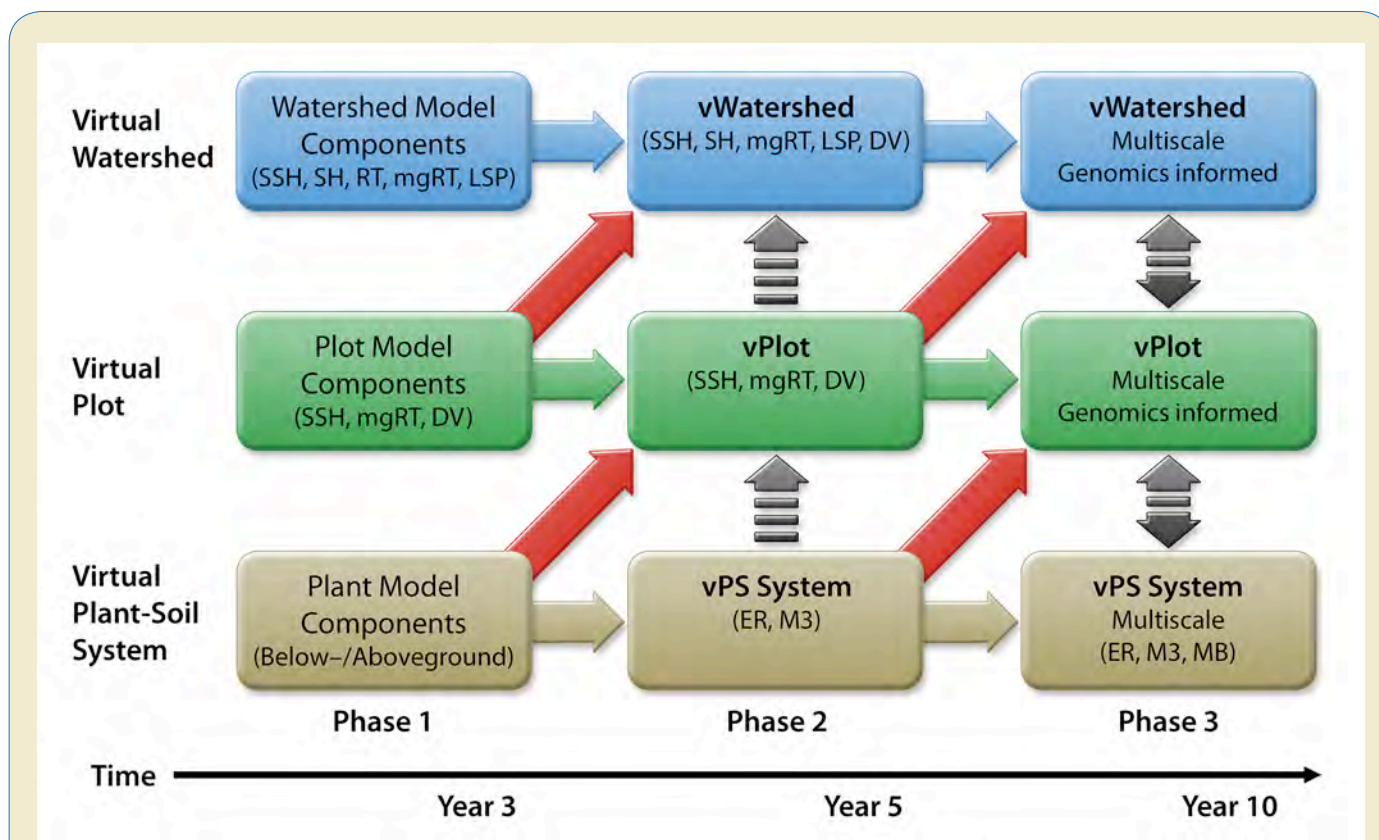 Virtual
Watershed
Watershed Model
Components
(SSH, SH, RT, mgRT, LSP)
vWatershed
(SSH, SH, mgRT, LSP, DV)
vWatershed
Multiscale
Genomics informed
Virtual
Plot
Plot Model
Components
(SSH, mgRT, DV)
vPlot
(SSH, mgRT, DV)
vPlot
Multiscale
Genomics informed
Virtual
Plant-Soil
System
Plant Model
Components
(Below–/Aboveground)
vPS System
(ER, M3)
vPS System
Multiscale
(ER, M3, MB)
Phase 1
Phase 2
Phase 3
Time
Year 3
Year 5
Year 10